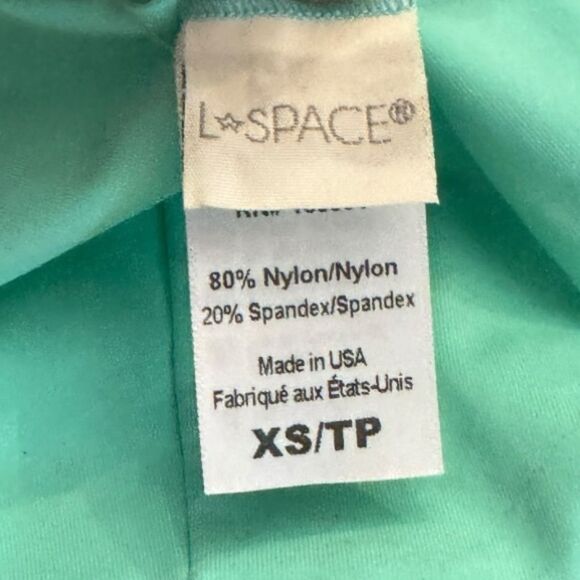 L☆SPACE®
80% Nylon/Nylon
20% Spandex/Spandex
Made in USA
Fabriqué aux États-Unis
XS/TP